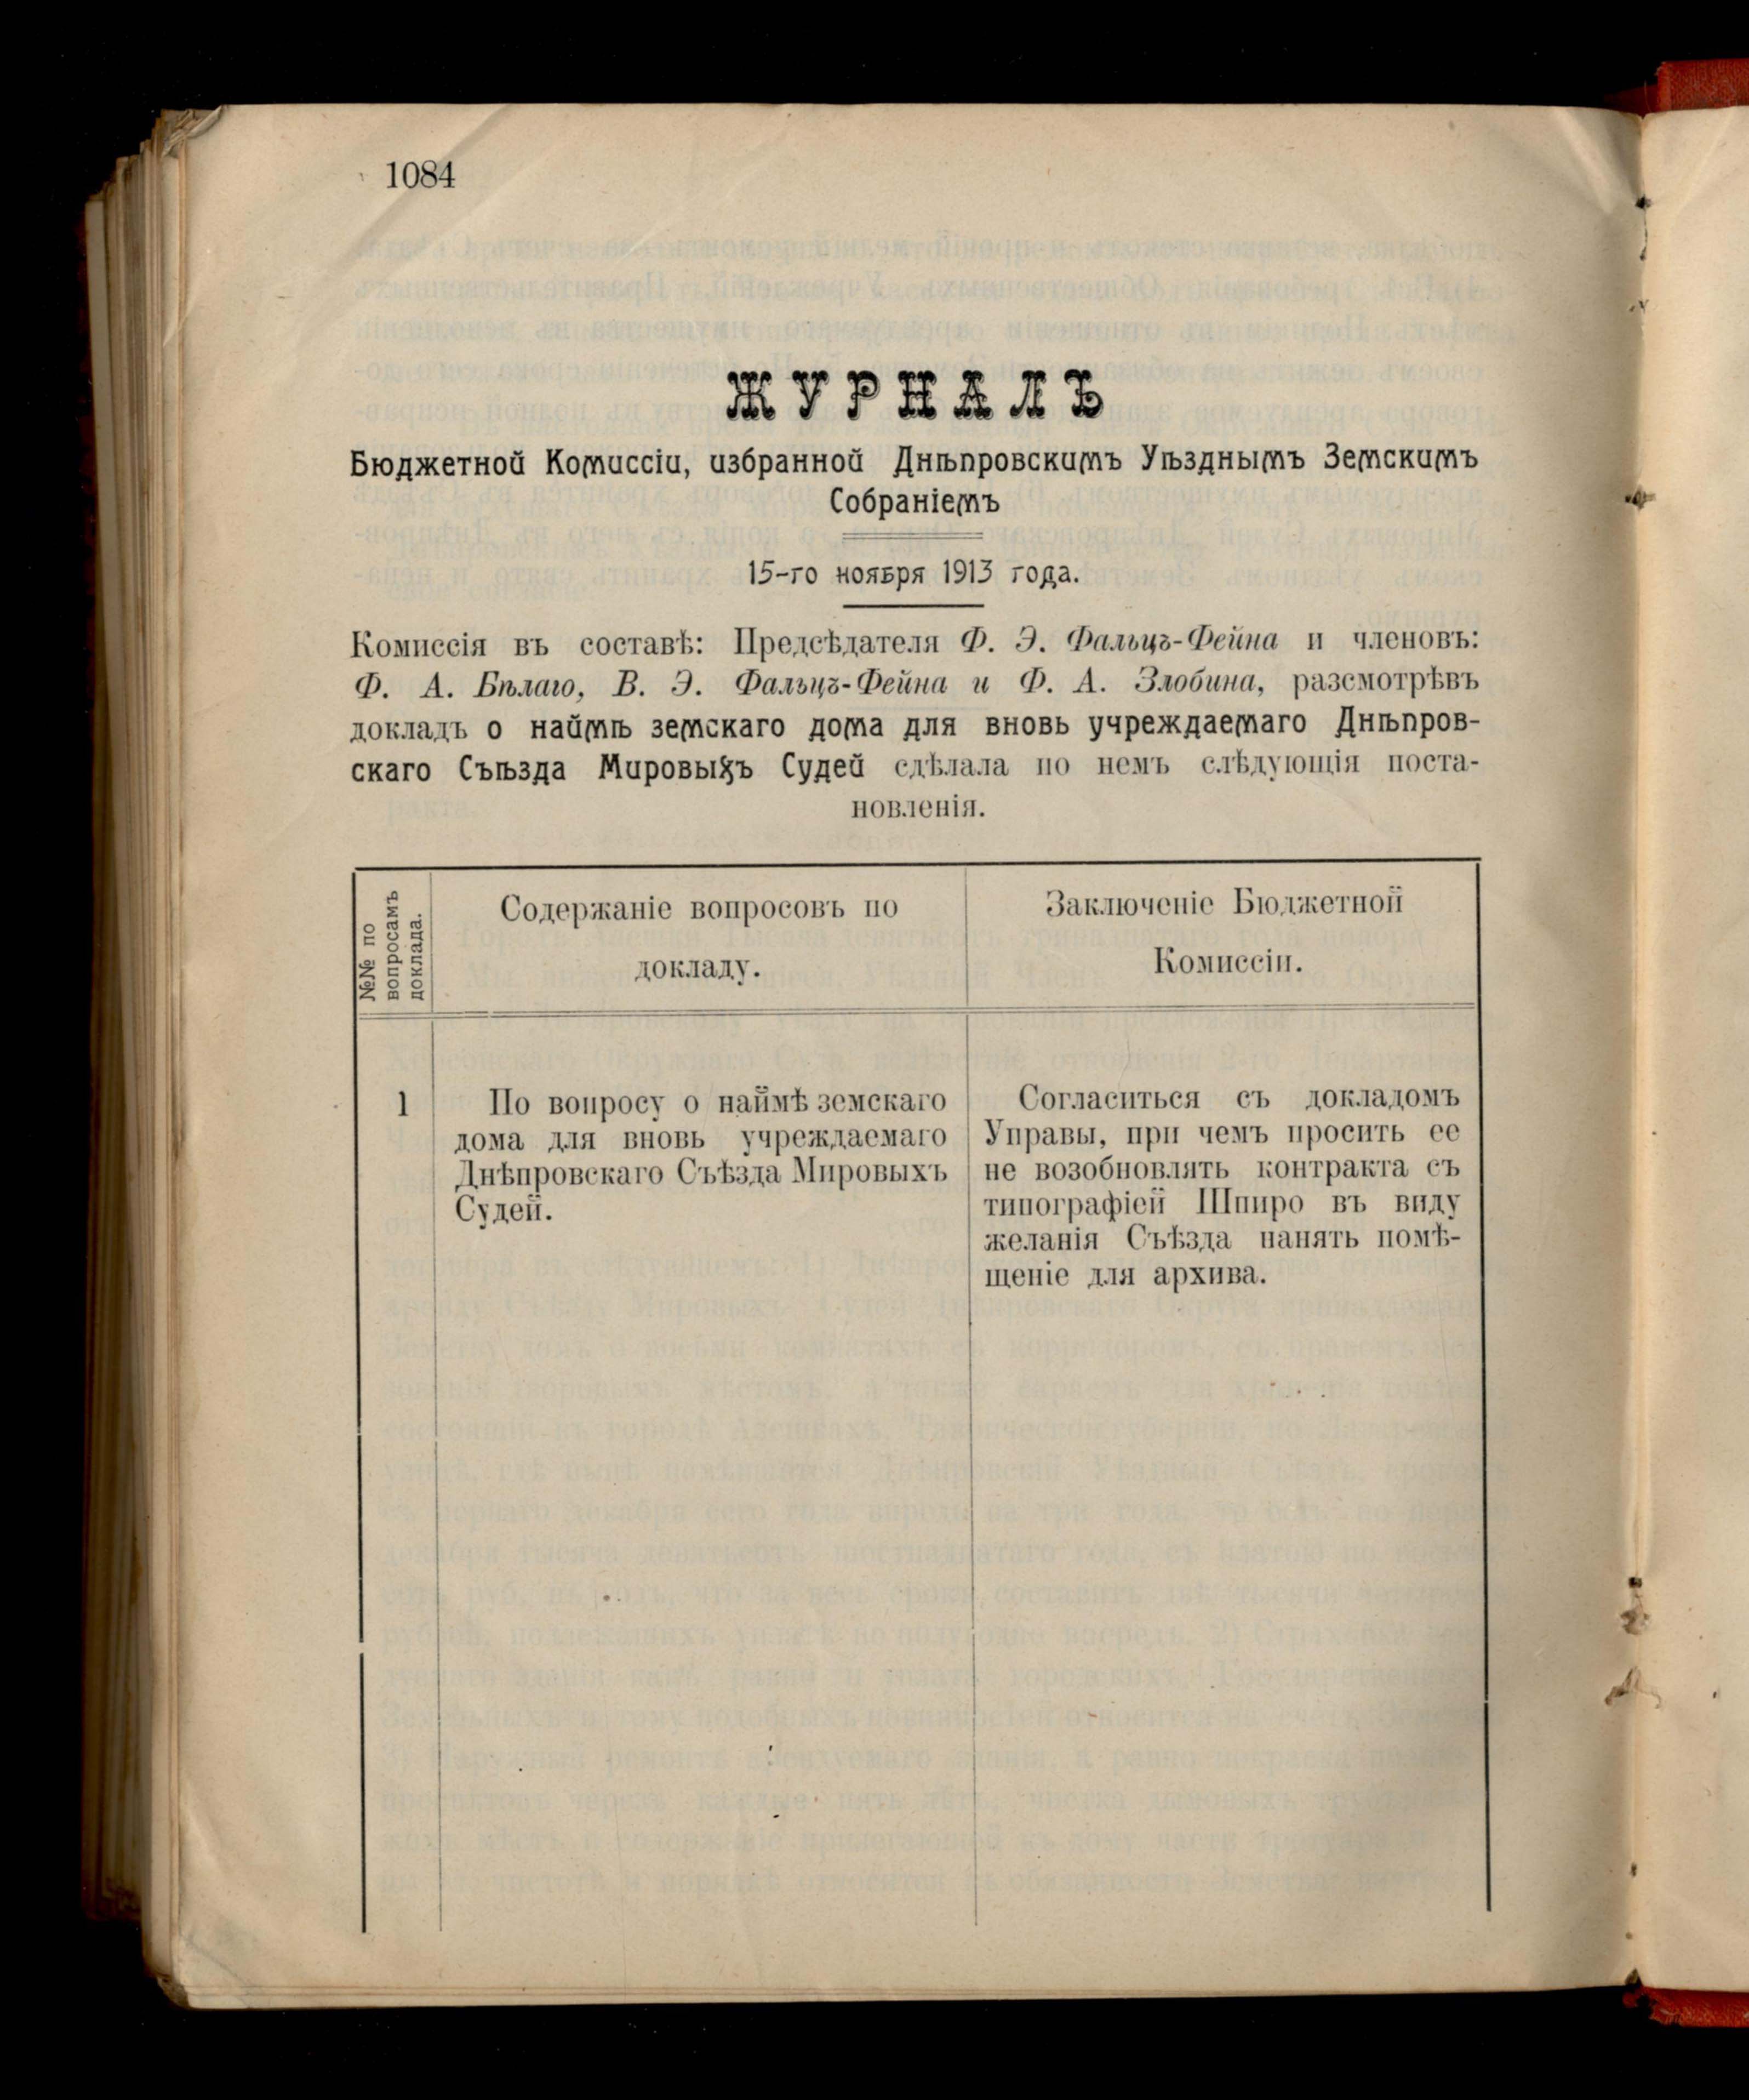 1084
ЖУРНАЛЪ
Бюджетной Комиссіи, избранной Днѣпровскимъ Уѣзднымъ Земскимъ
Собраніемъ
15-го ноября 1913 года.
Комиссія въ составѣ: Предсѣдателя Ф. Э. Фальцъ-Фейна и членовъ:
Ф. А. Бѣлаго, В. Э. Фальцъ-Фейна и Ф. А. Злобина, разсмотрѣвъ
докладъ о наймѣ земскаго дома для вновь учреждаемаго Днѣпров-
скаго Съѣзда Мировыхъ Судей сдѣлала по немъ слѣдующія поста-
новленія.
№№ по
вопросамъ
доклада.
Содержаніе вопросовъ по
докладу.
Заключеніе Бюджетной
Комиссіи.
1
По вопросу о наймѣ земскаго
дома для вновь учреждаемаго
Днѣпровскаго Съѣзда Мировыхъ
Судей.
Согласиться съ докладомъ
Управы, при чемъ просить ее
не возобновлять контракта съ
типографіей Шпиро въ виду
желанія Съѣзда нанять помѣ-
щеніе для архива.